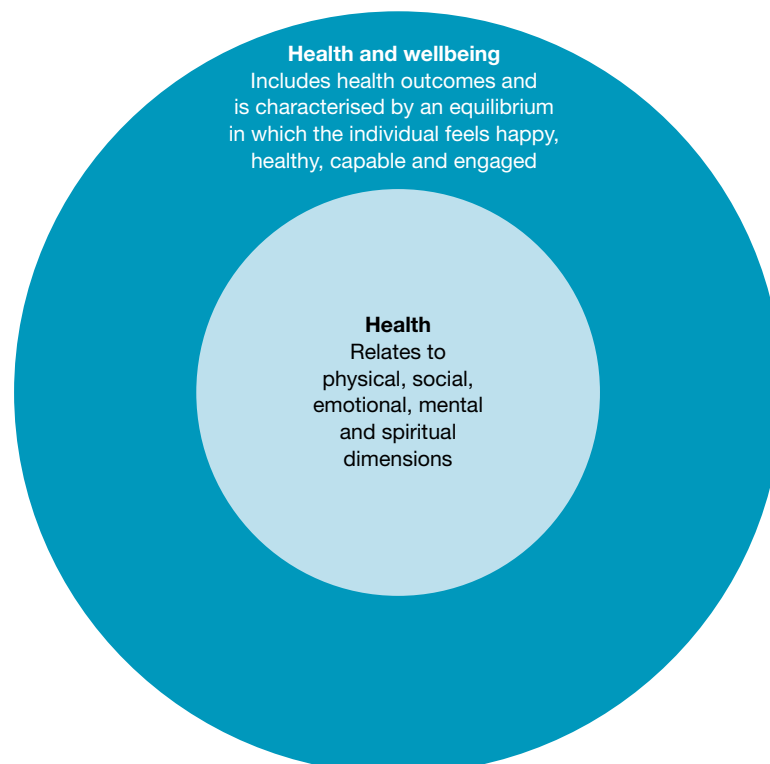 Health and wellbeing
Includes health outcomes and
is characterised by an equilibrium
in which the individual feels happy,
healthy, capable and engaged
Health
Relates to
physical, social,
emotional, mental
and spiritual
dimensions